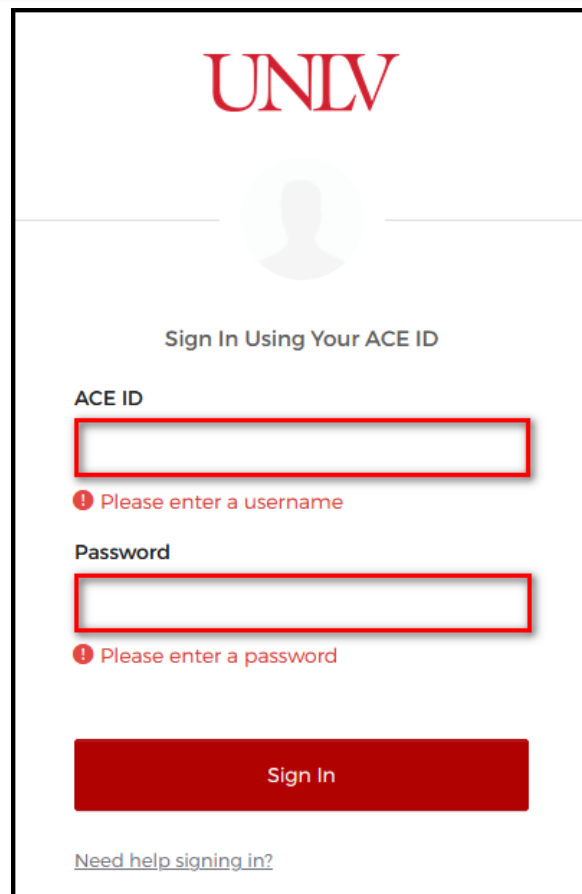 UNLV
Sign In Using Your ACE ID
ACE ID
! Please enter a username
Password
! Please enter a password
Sign In
Need help signing in?